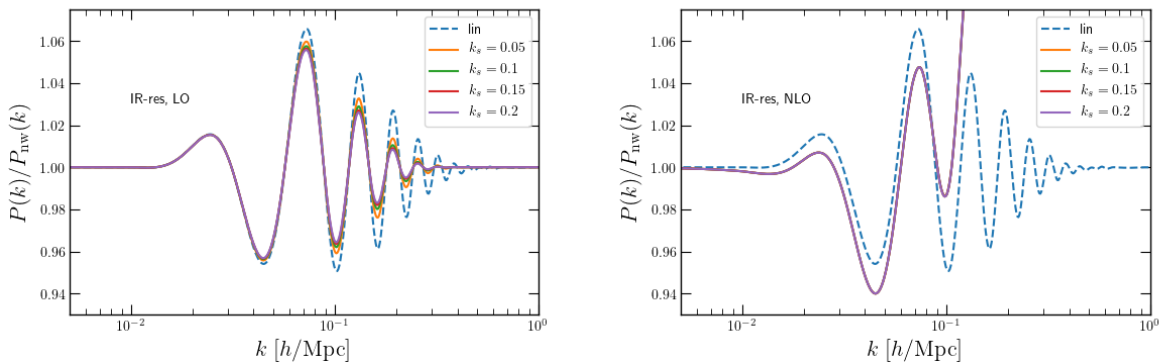 1.06
1.04
1.02
1.00
0.98
0.96
0.94
P(k)/P_nw(k)
IR-res, LO
lin
k_s = 0.05
k_s = 0.1
k_s = 0.15
k_s = 0.2
10^−2
10^−1
10^0
k [h/Mpc]
1.06
1.04
1.02
1.00
0.98
0.96
0.94
P(k)/P_nw(k)
IR-res, NLO
lin
k_s = 0.05
k_s = 0.1
k_s = 0.15
k_s = 0.2
10^−2
10^−1
10^0
k [h/Mpc]